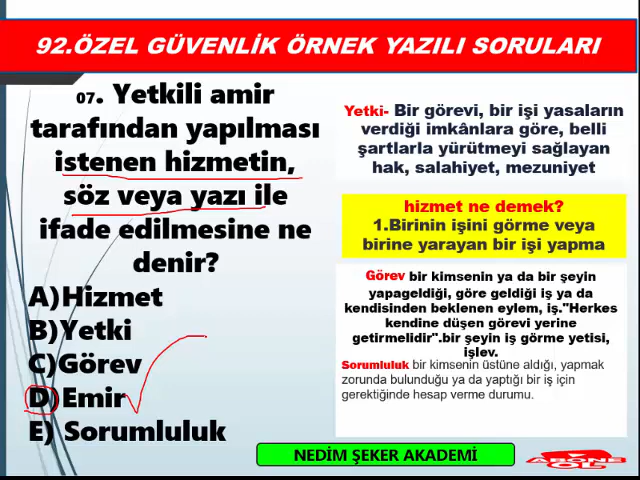 92.ÖZEL GÜVENLİK ÖRNEK YAZILI SORULARI
07. Yetkili amir
tarafından yapılması
istenen hizmetin,
söz veya yazı ile
ifade edilmesine ne
denir?
A)Hizmet
B)Yetki
C)Görev
D)Emir
E) Sorumluluk
Yetki- Bir görevi, bir işi yasaların
verdiği imkânlara göre, belli
şartlarla yürütmeyi sağlayan
hak, salahiyet, mezuniyet
hizmet ne demek?
1.Birinin işini görme veya
birine yarayan bir işi yapma
Görev bir kimsenin ya da bir şeyin
yapageldiği, göre geldiği iş ya da
kendisinden beklenen eylem, iş."Herkes
kendine düşen görevi yerine
getirmelidir".bir şeyin iş görme yetisi,
işlev.
Sorumluluk bir kimsenin üstüne aldığı, yapmak
zorunda bulunduğu ya da yaptığı bir iş için
gerektiğinde hesap verme durumu.
NEDİM ŞEKER AKADEMİ
ABONE
OL